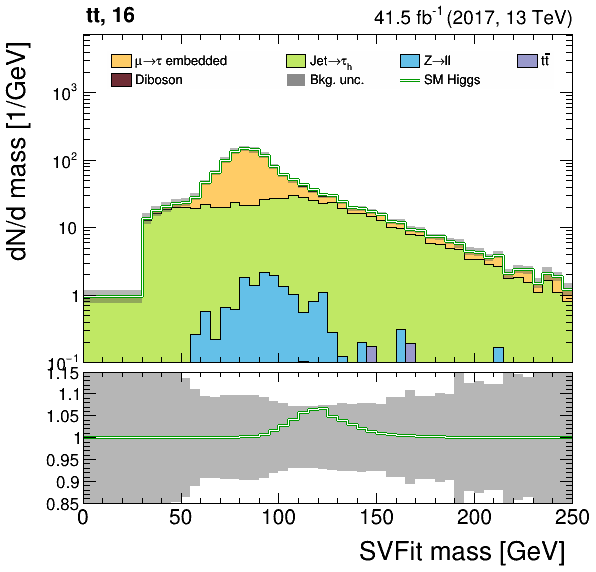 tt, 16 41.5 fb⁻¹ (2017, 13 TeV)
μ→τ embedded Jet→τₕ Z→ll tt̅
Diboson Bkg. unc. SM Higgs
dN/d mass [1/GeV]
10³
10²
10
1
10⁻¹
1.15
1.1
1.05
1
0.95
0.9
0.85
0 50 100 150 200 250
SVFit mass [GeV]